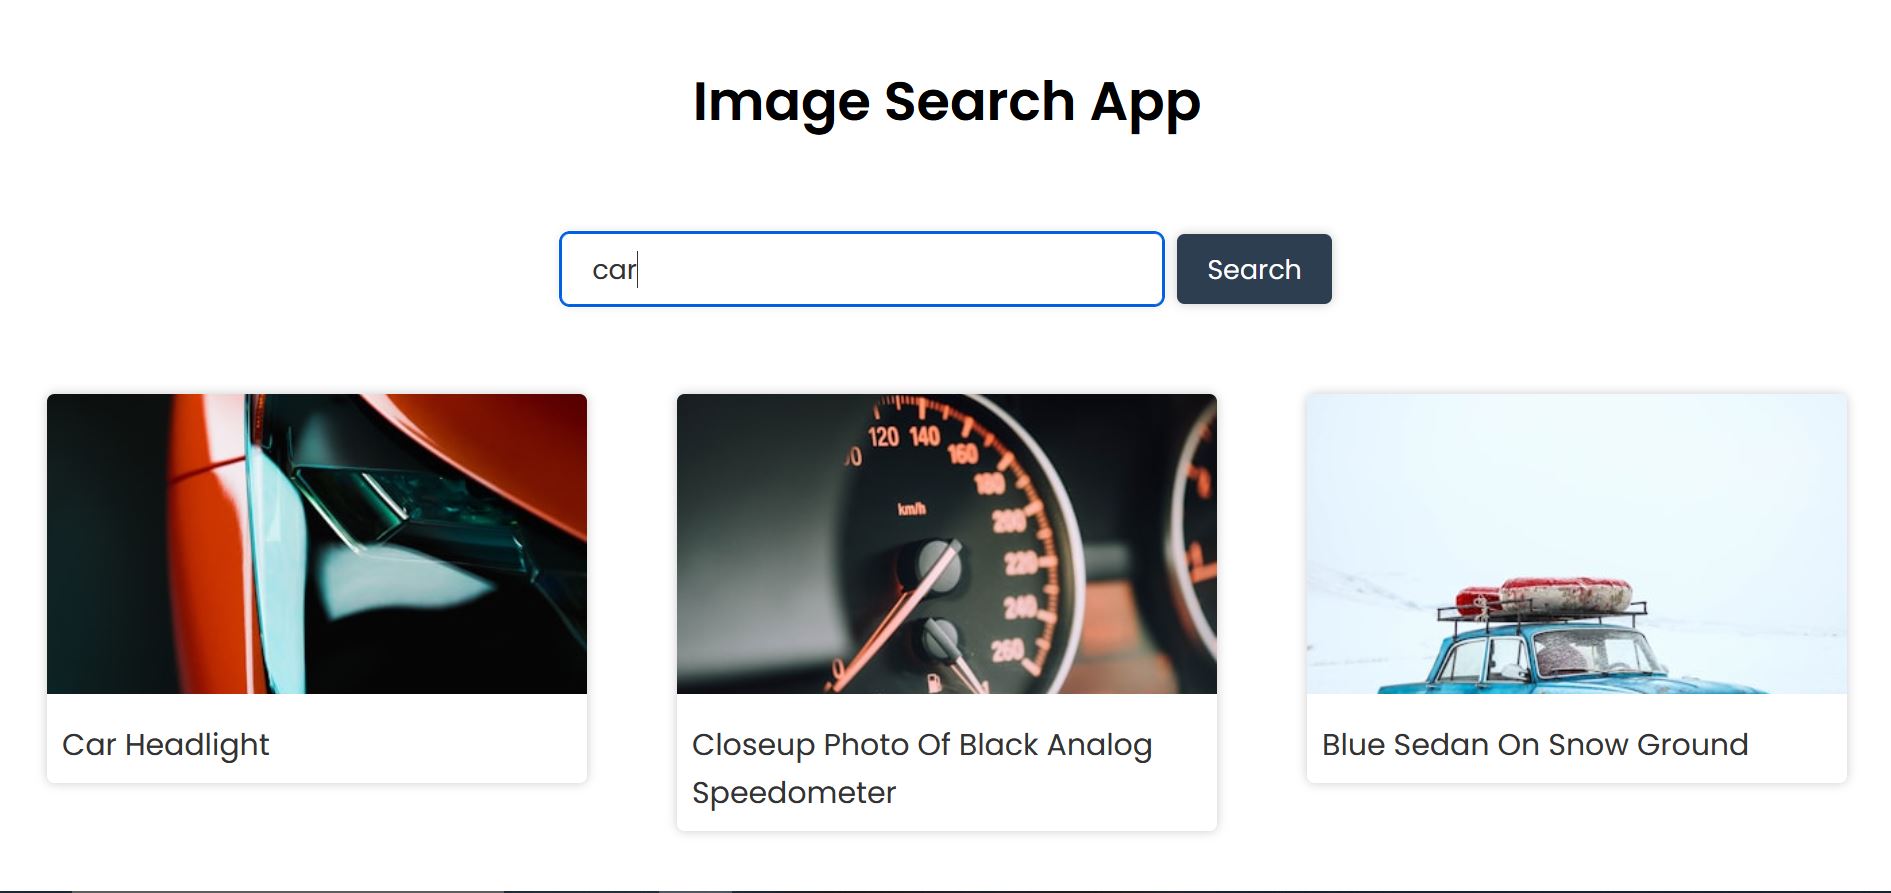 Image Search App
car
Search
120 140
160
180
200
km/h
220
240
0
260
Car Headlight
Closeup Photo Of Black Analog
Speedometer
Blue Sedan On Snow Ground